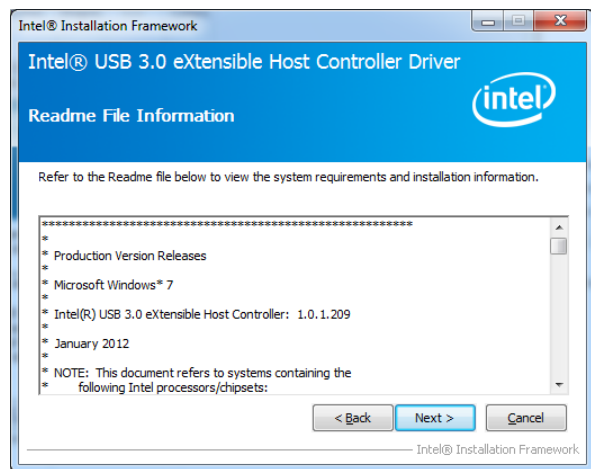 Intel® Installation Framework
Intel® USB 3.0 eXtensible Host Controller Driver
intel
Readme File Information
Refer to the Readme file below to view the system requirements and installation information.
*******************************************************
*
* Production Version Releases
*
* Microsoft Windows* 7
*
* Intel(R) USB 3.0 eXtensible Host Controller: 1.0.1.209
*
* January 2012
*
* NOTE: This document refers to systems containing the
* following Intel processors/chipsets:
< Back
Next >
Cancel
Intel® Installation Framework